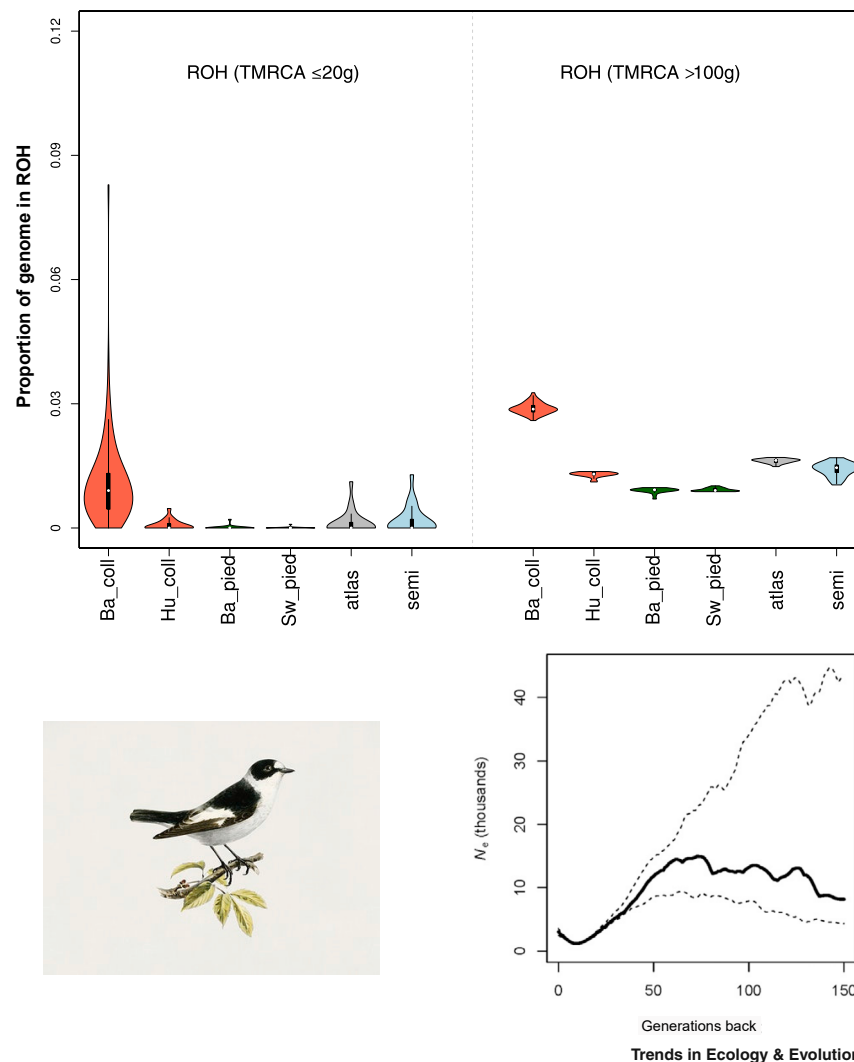 0.12
0.09
0.06
0.03
0
Proportion of genome in ROH
ROH (TMRCA ≤20g)
ROH (TMRCA >100g)
Ba_coll
Hu_coll
Ba_pied
Sw_pied
atlas
semi
Ba_coll
Hu_coll
Ba_pied
Sw_pied
atlas
semi
40
30
20
10
0
Ne (thousands)
0
50
100
150
Generations back
Trends in Ecology & Evolution